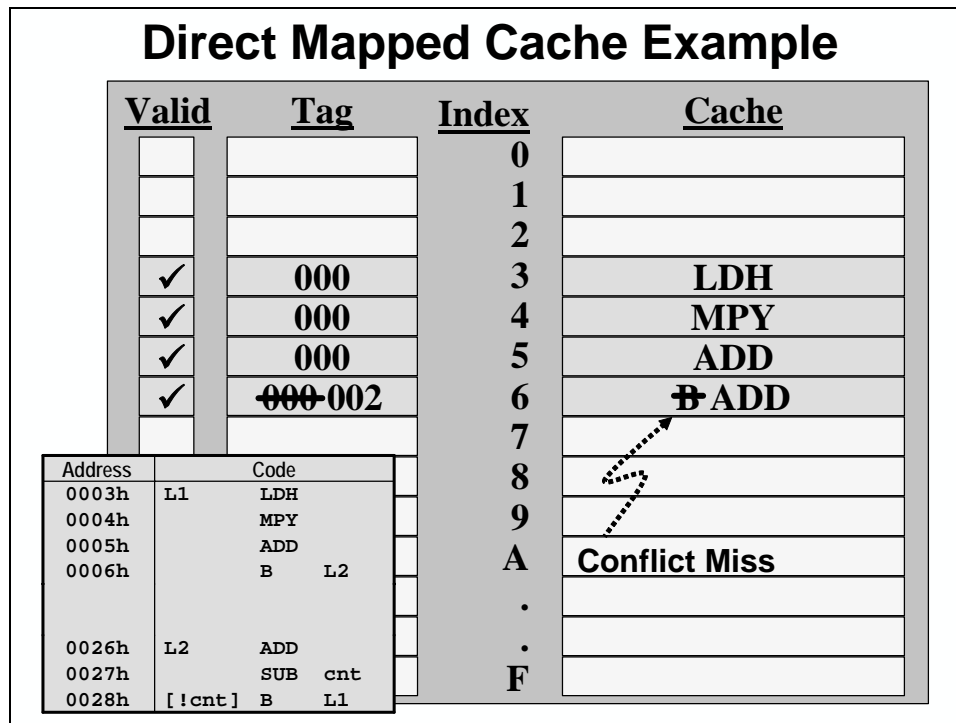 Direct Mapped Cache Example
Valid Tag Index Cache
0
1
2
✓ 000 3 LDH
✓ 000 4 MPY
✓ 000 5 ADD
✓ 000 002 6 B ADD
7
8
9
A Conflict Miss
.
.
F
Address Code
0003h L1 LDH
0004h MPY
0005h ADD
0006h B L2
0026h L2 ADD
0027h SUB cnt
0028h [!cnt] B L1